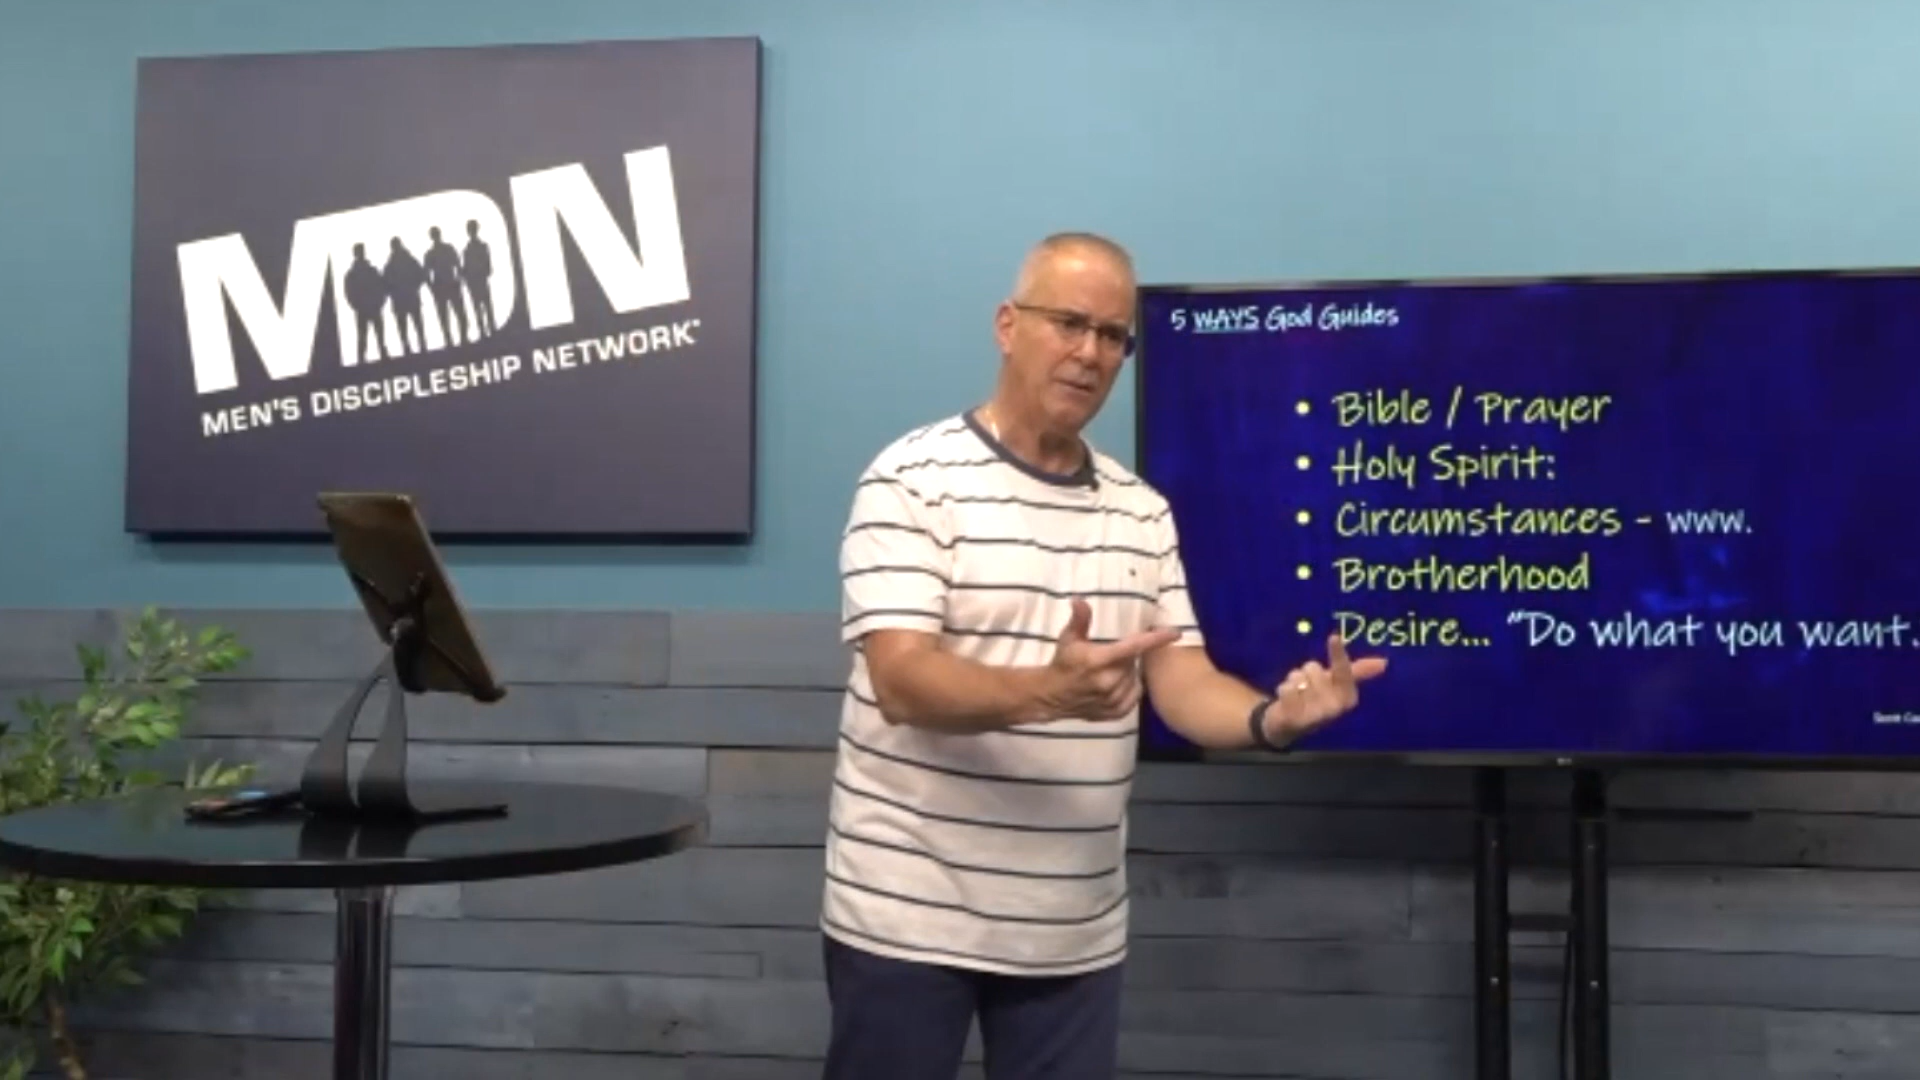 MDN
MEN'S DISCIPLESHIP NETWORK
5 WAYS God Guides
• Bible / Prayer
• Holy Spirit:
• Circumstances - www.
• Brotherhood
• Desire... "Do what you want.